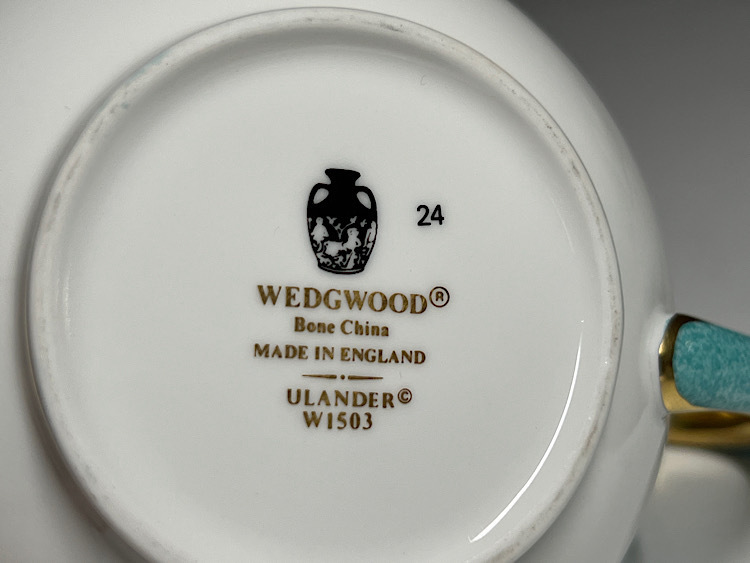 24
WEDGWOOD®
Bone China
MADE IN ENGLAND
ULANDER©
W1503